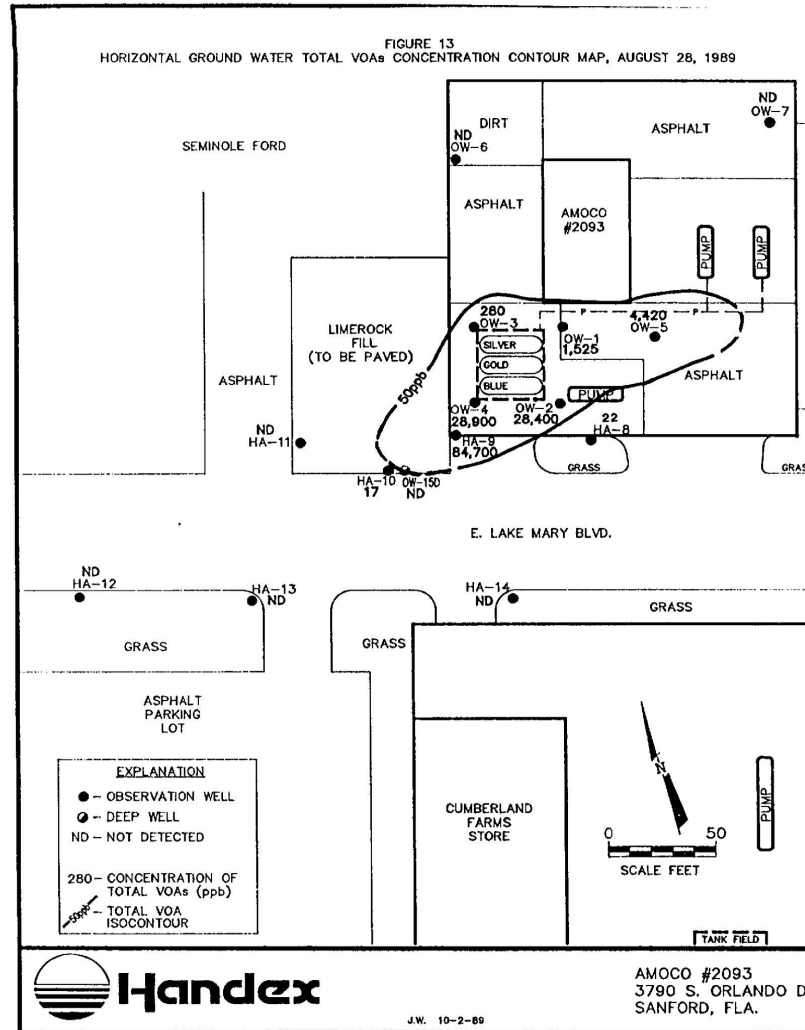 FIGURE 13
HORIZONTAL GROUND WATER TOTAL VOAs CONCENTRATION CONTOUR MAP, AUGUST 28, 1989
SEMINOLE FORD
ND
OW-6
DIRT
ASPHALT
ND
OW-7
ASPHALT
AMOCO
#2093
PUMP
PUMP
LIMEROCK
FILL
(TO BE PAVED)
280
OW-3
P
P
4,420
OW-5
OW-1
1,525
SILVER
GOLD
BLUE
ASPHALT
50ppb
ASPHALT
PUMP
OW-4
28,900
OW-2
28,400
22
HA-8
ND
HA-11
HA-9
84,700
HA-10
17
OW-15D
ND
GRASS
E. LAKE MARY BLVD.
ND
HA-12
HA-13
ND
HA-14
ND
GRASS
GRASS
GRASS
ASPHALT
PARKING
LOT
EXPLANATION
- OBSERVATION WELL
- DEEP WELL
ND - NOT DETECTED
280- CONCENTRATION OF
TOTAL VOAs (ppb)
50ppb - TOTAL VOA
ISOCONTOUR
CUMBERLAND
FARMS
STORE
N
0 50
SCALE FEET
PUMP
TANK FIELD
Handex
J.W. 10-2-89
AMOCO #2093
3790 S. ORLANDO D
SANFORD, FLA.